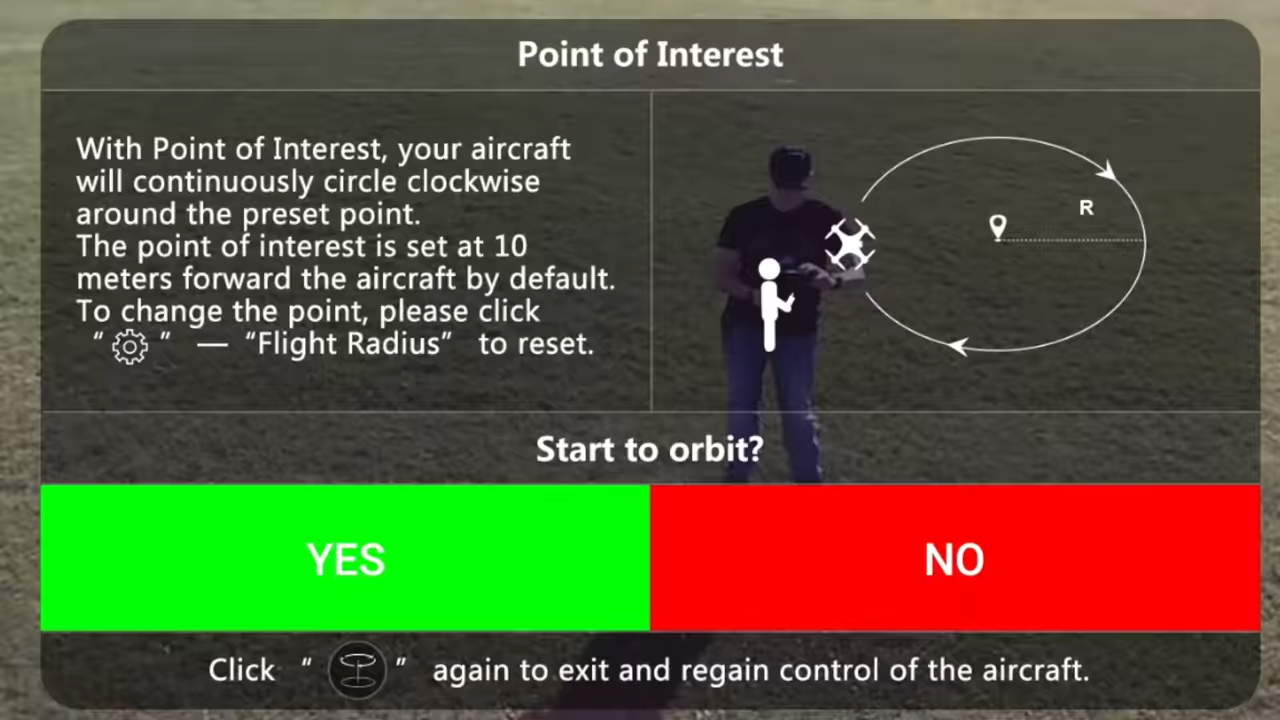 Point of Interest
With Point of Interest, your aircraft
will continuously circle clockwise
around the preset point.
The point of interest is set at 10
meters forward the aircraft by default.
To change the point, please click
“ ” — “Flight Radius” to reset.
R
Start to orbit?
YES
NO
Click “ ” again to exit and regain control of the aircraft.